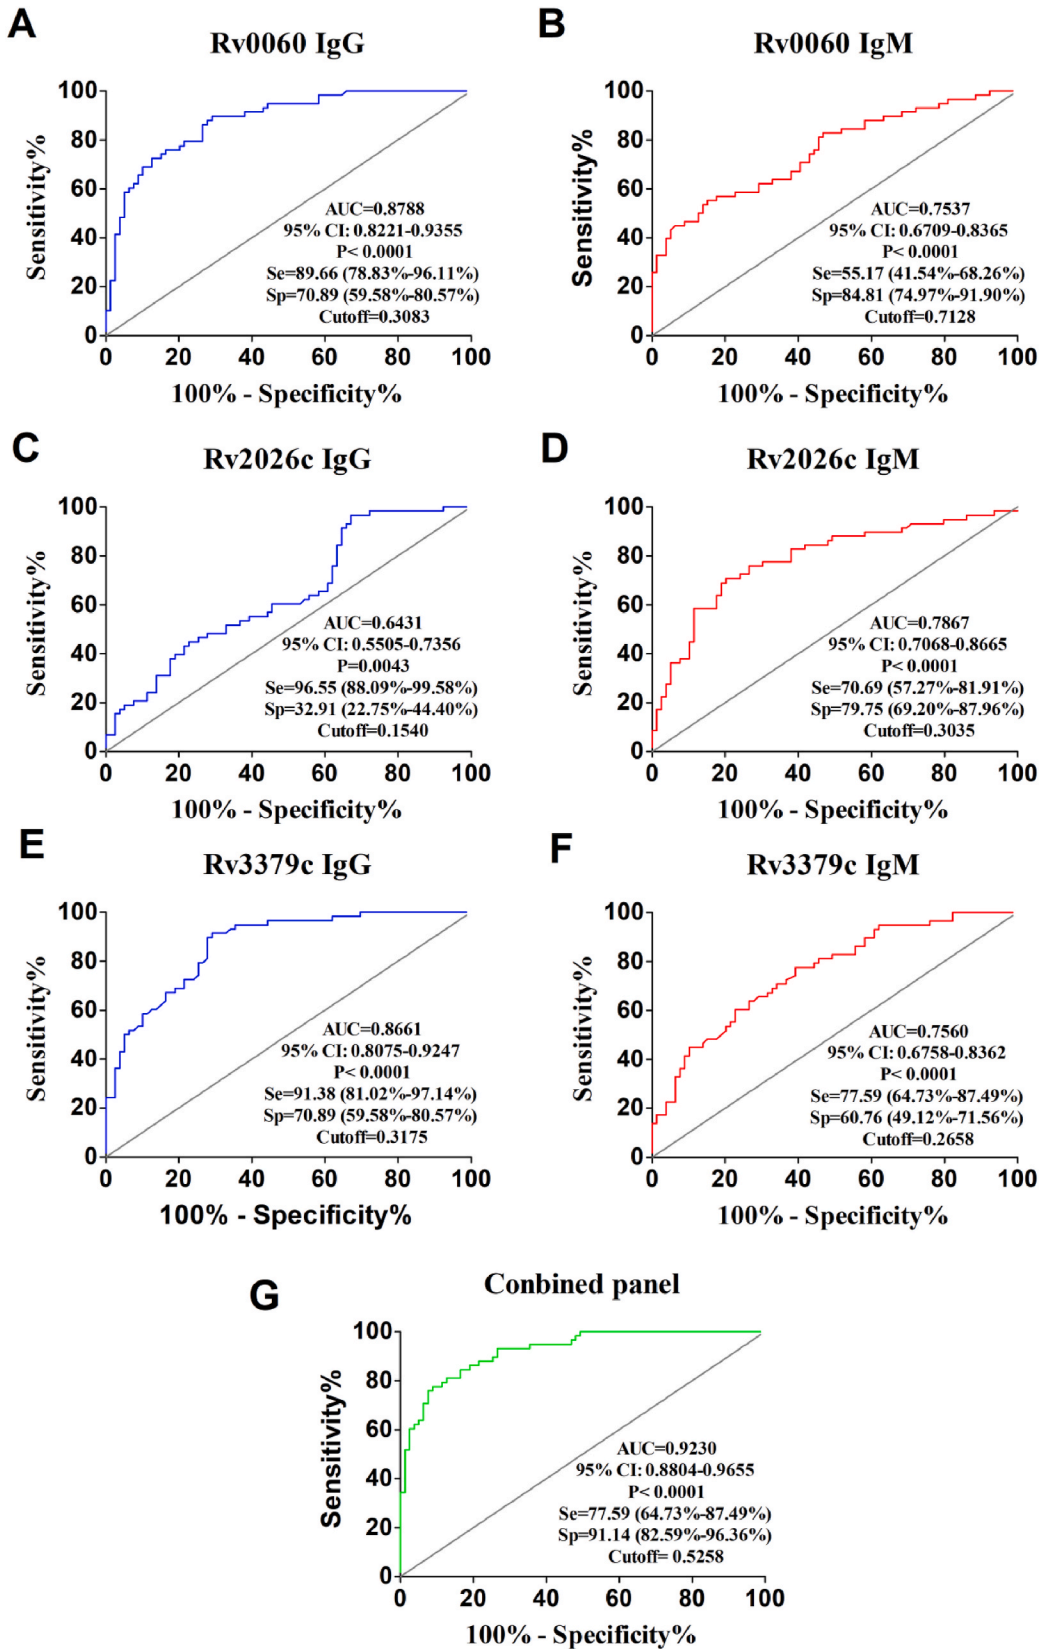 A
Rv0060 IgG
Sensitivity%
100
80
60
40
20
0
AUC=0.8788
95% CI: 0.8221-0.9355
P< 0.0001
Se=89.66 (78.83%-96.11%)
Sp=70.89 (59.58%-80.57%)
Cutoff=0.3083
0 20 40 60 80 100
100% - Specificity%
B
Rv0060 IgM
Sensitivity%
100
80
60
40
20
0
AUC=0.7537
95% CI: 0.6709-0.8365
P< 0.0001
Se=55.17 (41.54%-68.26%)
Sp=84.81 (74.97%-91.90%)
Cutoff=0.7128
0 20 40 60 80 100
100% - Specificity%
C
Rv2026c IgG
Sensitivity%
100
80
60
40
20
0
AUC=0.6431
95% CI: 0.5505-0.7356
P=0.0043
Se=96.55 (88.09%-99.58%)
Sp=32.91 (22.75%-44.40%)
Cutoff=0.1540
0 20 40 60 80 100
100% - Specificity%
D
Rv2026c IgM
Sensitivity%
100
80
60
40
20
0
AUC=0.7867
95% CI: 0.7068-0.8665
P< 0.0001
Se=70.69 (57.27%-81.91%)
Sp=79.75 (69.20%-87.96%)
Cutoff=0.3035
0 20 40 60 80 100
100% - Specificity%
E
Rv3379c IgG
Sensitivity%
100
80
60
40
20
0
AUC=0.8661
95% CI: 0.8075-0.9247
P< 0.0001
Se=91.38 (81.02%-97.14%)
Sp=70.89 (59.58%-80.57%)
Cutoff=0.3175
0 20 40 60 80 100
100% - Specificity%
F
Rv3379c IgM
Sensitivity%
100
80
60
40
20
0
AUC=0.7560
95% CI: 0.6758-0.8362
P< 0.0001
Se=77.59 (64.73%-87.49%)
Sp=60.76 (49.12%-71.56%)
Cutoff=0.2658
0 20 40 60 80 100
100% - Specificity%
G
Conbined panel
Sensitivity%
100
80
60
40
20
0
AUC=0.9230
95% CI: 0.8804-0.9655
P< 0.0001
Se=77.59 (64.73%-87.49%)
Sp=91.14 (82.59%-96.36%)
Cutoff= 0.5258
0 20 40 60 80 100
100% - Specificity%